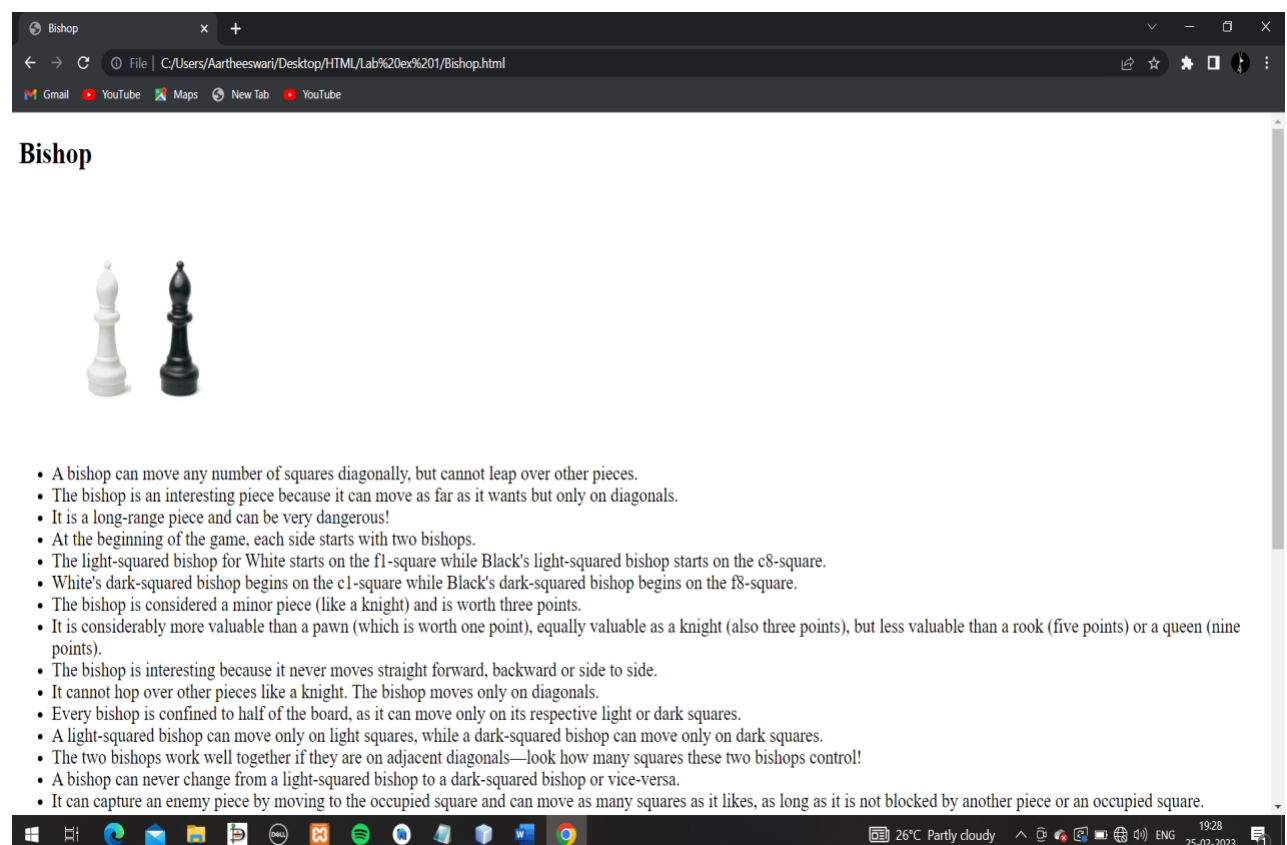 Bishop
File | C:/Users/Aartheeswari/Desktop/HTML/Lab%20ex%201/Bishop.html
Gmail YouTube Maps New Tab YouTube
Bishop
• A bishop can move any number of squares diagonally, but cannot leap over other pieces.
• The bishop is an interesting piece because it can move as far as it wants but only on diagonals.
• It is a long-range piece and can be very dangerous!
• At the beginning of the game, each side starts with two bishops.
• The light-squared bishop for White starts on the f1-square while Black's light-squared bishop starts on the c8-square.
• White's dark-squared bishop begins on the c1-square while Black's dark-squared bishop begins on the f8-square.
• The bishop is considered a minor piece (like a knight) and is worth three points.
• It is considerably more valuable than a pawn (which is worth one point), equally valuable as a knight (also three points), but less valuable than a rook (five points) or a queen (nine
points).
• The bishop is interesting because it never moves straight forward, backward or side to side.
• It cannot hop over other pieces like a knight. The bishop moves only on diagonals.
• Every bishop is confined to half of the board, as it can move only on its respective light or dark squares.
• A light-squared bishop can move only on light squares, while a dark-squared bishop can move only on dark squares.
• The two bishops work well together if they are on adjacent diagonals—look how many squares these two bishops control!
• A bishop can never change from a light-squared bishop to a dark-squared bishop or vice-versa.
• It can capture an enemy piece by moving to the occupied square and can move as many squares as it likes, as long as it is not blocked by another piece or an occupied square.
DELL
26°C Partly cloudy ENG 19:28
25-02-2023 1